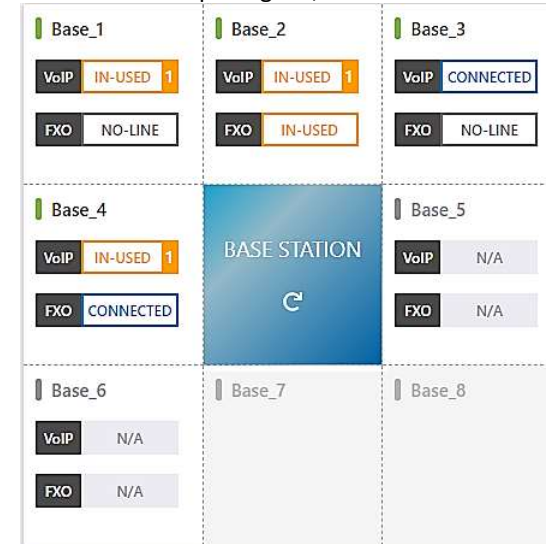 Base_1
VoIP IN-USED 1
FXO NO-LINE
Base_2
VoIP IN-USED 1
FXO IN-USED
Base_3
VoIP CONNECTED
FXO NO-LINE
Base_4
VoIP IN-USED 1
FXO CONNECTED
BASE STATION
Base_5
VoIP N/A
FXO N/A
Base_6
VoIP N/A
FXO N/A
Base_7
Base_8